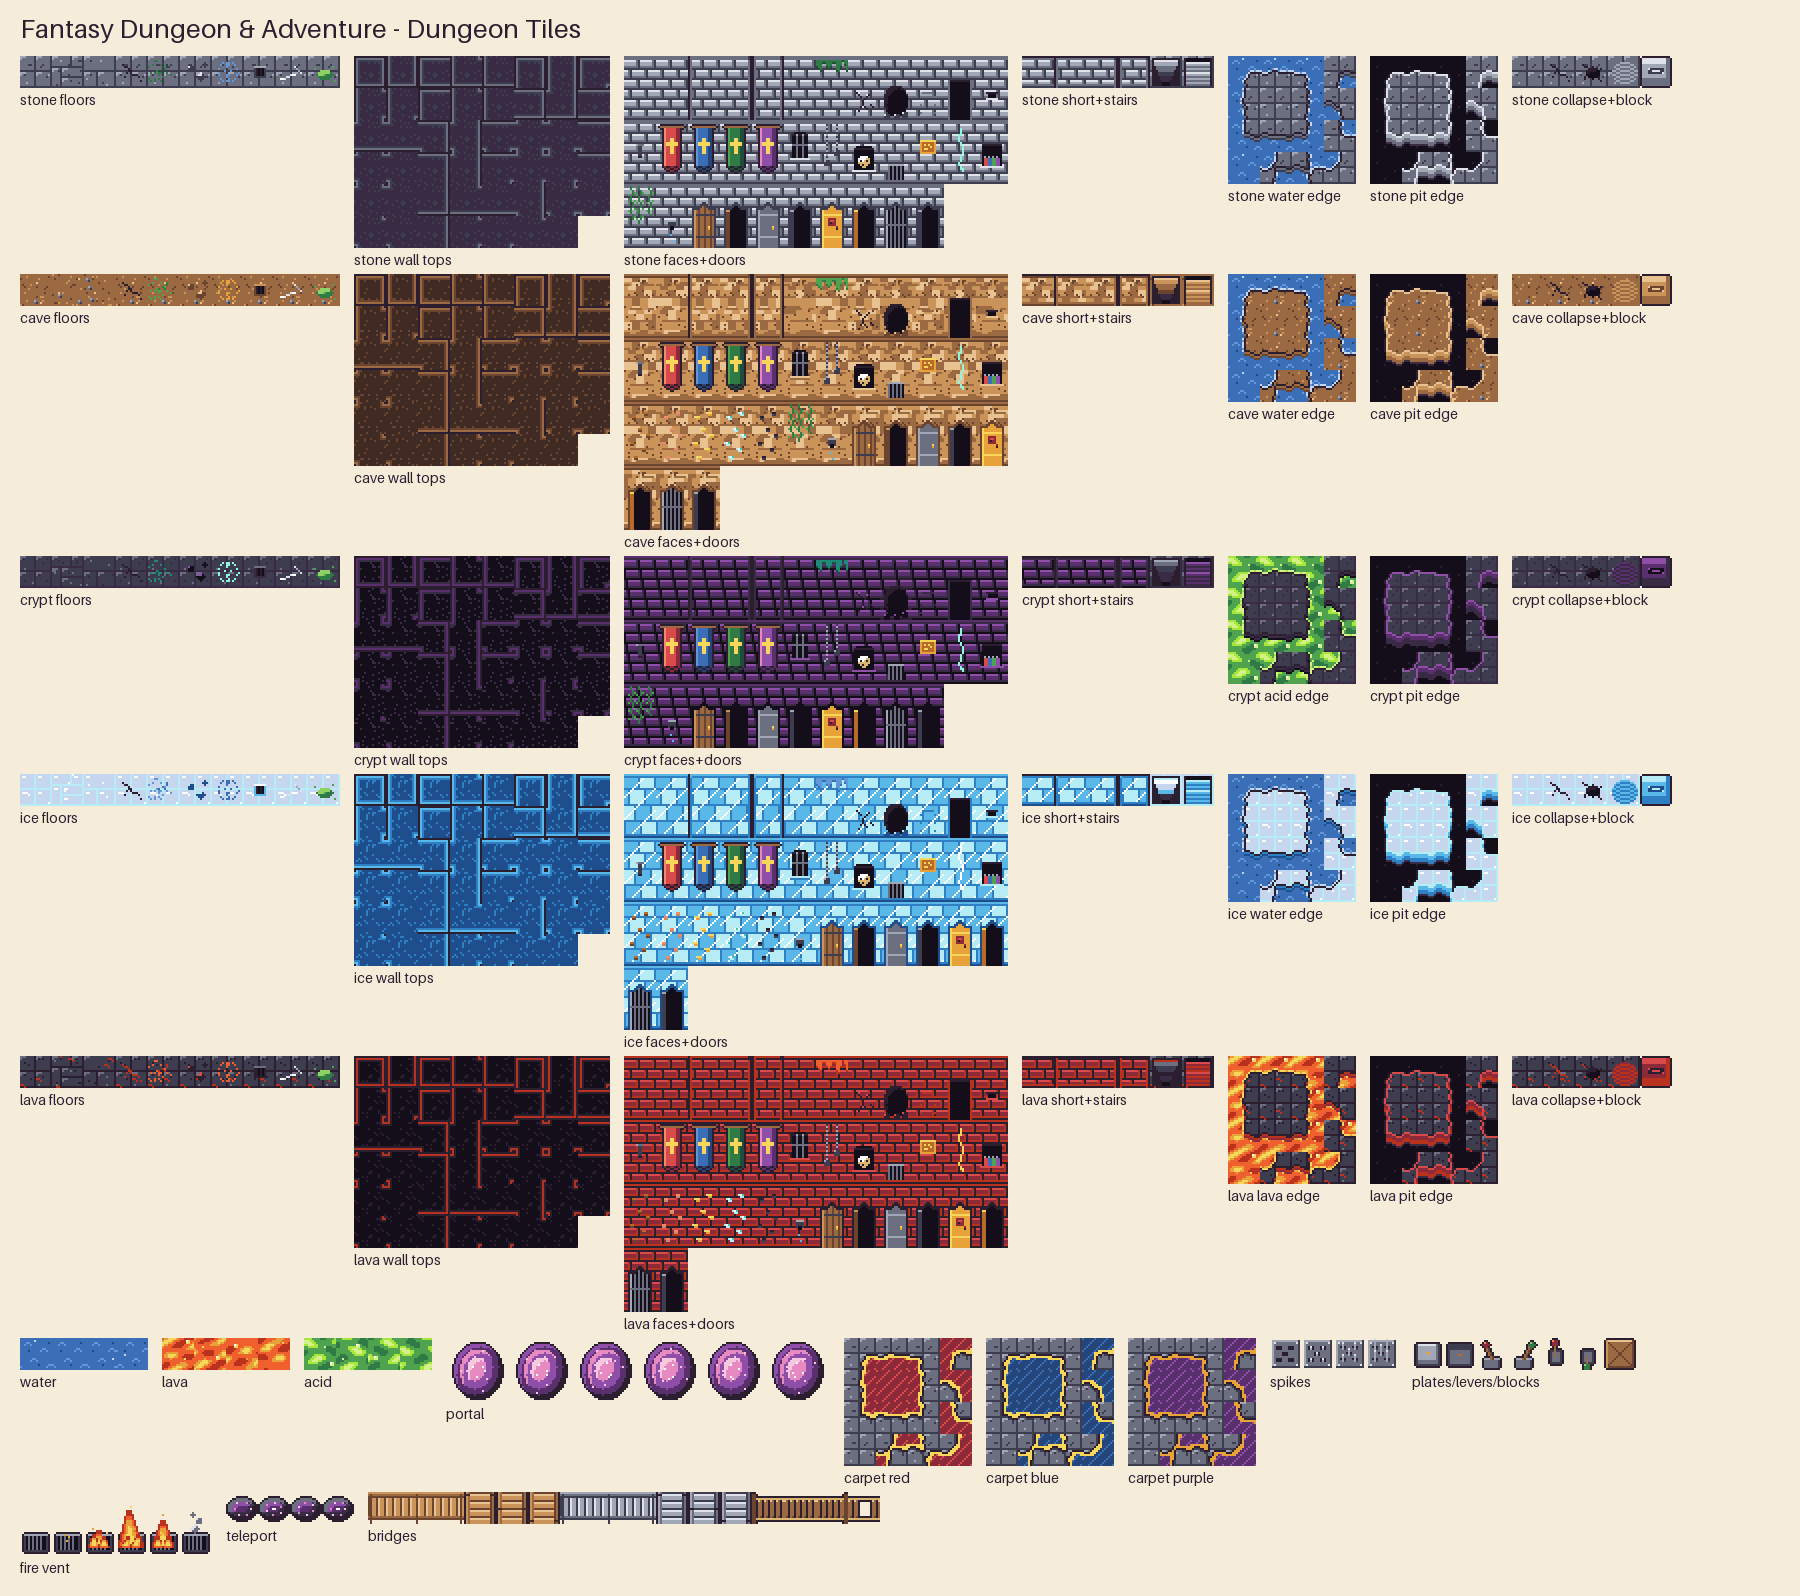 Fantasy Dungeon & Adventure - Dungeon Tiles
stone floors
stone wall tops
stone faces+doors
stone short+stairs
stone water edge
stone pit edge
stone collapse+block
cave floors
cave wall tops
cave faces+doors
cave short+stairs
cave water edge
cave pit edge
cave collapse+block
crypt floors
crypt wall tops
crypt faces+doors
crypt short+stairs
crypt acid edge
crypt pit edge
crypt collapse+block
ice floors
ice wall tops
ice faces+doors
ice short+stairs
ice water edge
ice pit edge
ice collapse+block
lava floors
lava wall tops
lava faces+doors
lava short+stairs
lava lava edge
lava pit edge
lava collapse+block
water
lava
acid
portal
carpet red
carpet blue
carpet purple
spikes
plates/levers/blocks
fire vent
teleport
bridges